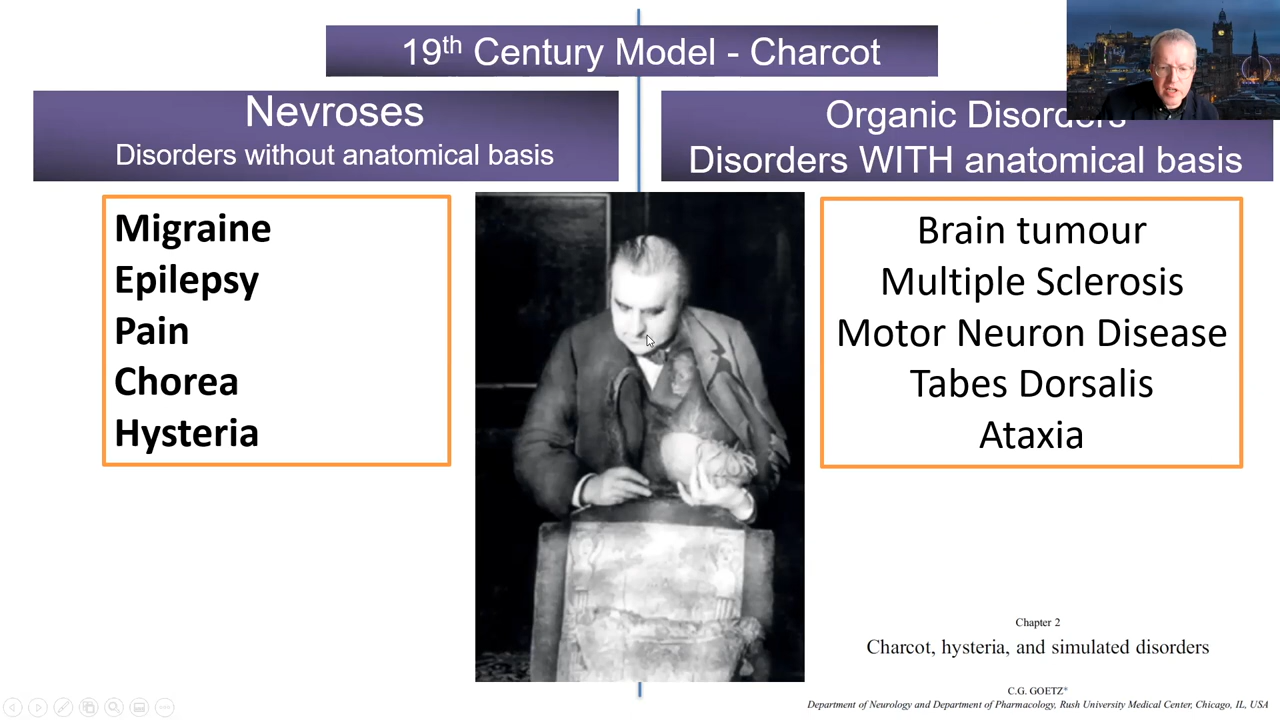 19th Century Model - Charcot
Nevroses
Disorders without anatomical basis
Organic Disorders
Disorders WITH anatomical basis
Migraine
Epilepsy
Pain
Chorea
Hysteria
Brain tumour
Multiple Sclerosis
Motor Neuron Disease
Tabes Dorsalis
Ataxia
Chapter 2
Charcot, hysteria, and simulated disorders
C.G. GOETZ*
Department of Neurology and Department of Pharmacology, Rush University Medical Center, Chicago, IL, USA